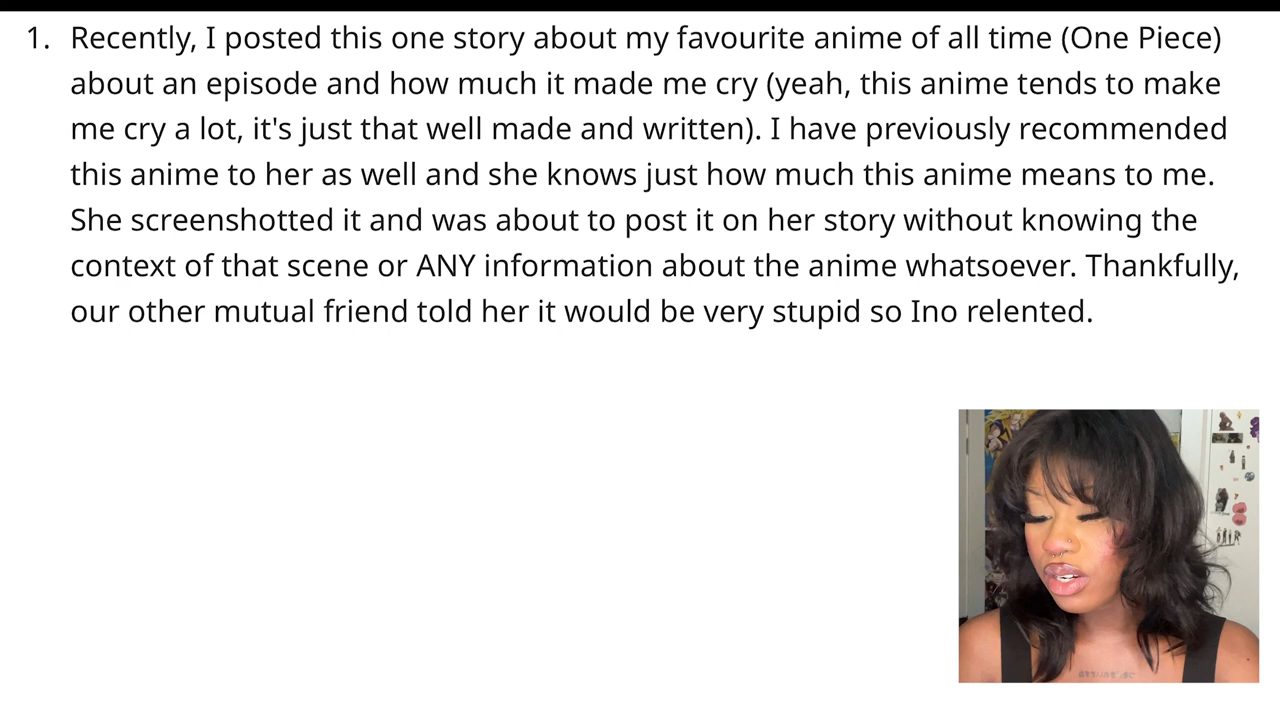 1. Recently, I posted this one story about my favourite anime of all time (One Piece)
about an episode and how much it made me cry (yeah, this anime tends to make
me cry a lot, it's just that well made and written). I have previously recommended
this anime to her as well and she knows just how much this anime means to me.
She screenshotted it and was about to post it on her story without knowing the
context of that scene or ANY information about the anime whatsoever. Thankfully,
our other mutual friend told her it would be very stupid so Ino relented.